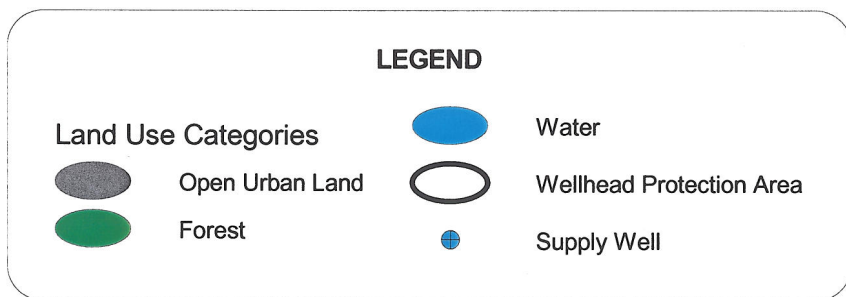 LEGEND
Land Use Categories
Open Urban Land
Forest
Water
Wellhead Protection Area
Supply Well